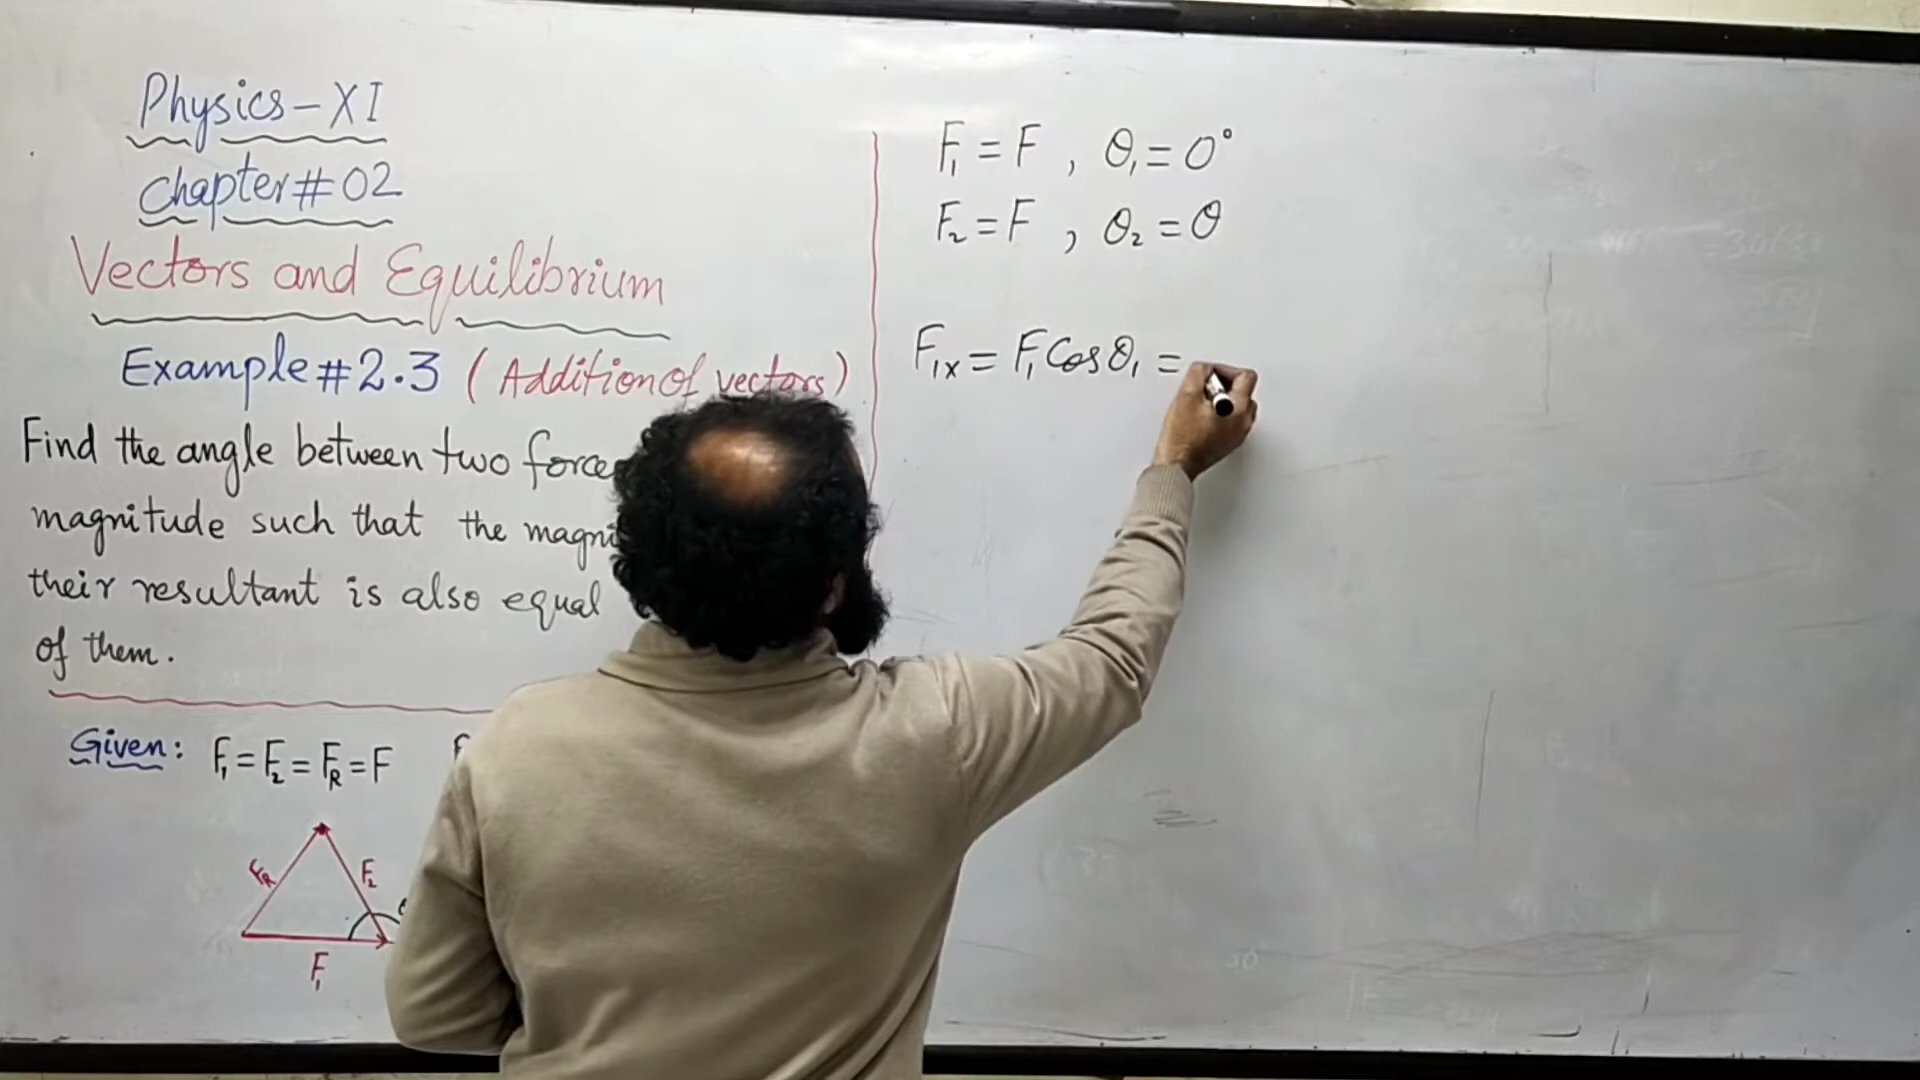 Physics-XI
Chapter#02
Vectors and Equilibrium
Example#2.3 (Addition of vectors)
Find the angle between two force
magnitude such that the magni
their resultant is also equal
of them.
Given: F₁=F₂=F_R=F
F_R
F₂
F₁
F₁=F , θ₁=0°
F₂=F , θ₂=θ
F₁ₓ=F₁Cosθ₁=